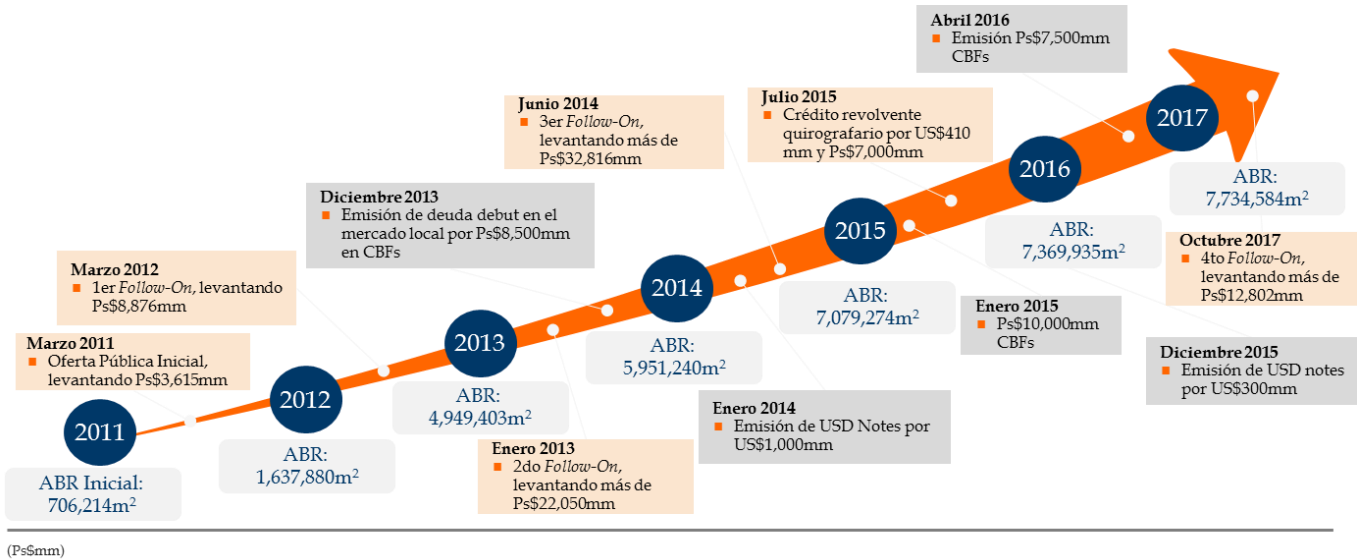 Abril 2016
Emisión Ps$7,500mm
CBFs
2017
Junio 2014
3er Follow-On,
levantando más de
Ps$32,816mm
Julio 2015
Crédito revolvente
quirografario por US$410
mm y Ps$7,000mm
2016
ABR:
7,734,584m²
Diciembre 2013
Emisión de deuda debut en el
mercado local por Ps$8,500mm
en CBFs
2015
ABR:
7,369,935m²
Octubre 2017
4to Follow-On,
levantando más de
Ps$12,802mm
Marzo 2012
1er Follow-On, levantando
Ps$8,876mm
2014
ABR:
7,079,274m²
Enero 2015
Ps$10,000mm
CBFs
Marzo 2011
Oferta Pública Inicial,
levantando Ps$3,615mm
2013
ABR:
5,951,240m²
Diciembre 2015
Emisión de USD notes
por US$300mm
2012
ABR:
4,949,403m²
Enero 2014
Emisión de USD Notes por
US$1,000mm
2011
ABR:
1,637,880m²
Enero 2013
2do Follow-On,
levantando más de
Ps$22,050mm
ABR Inicial:
706,214m²
(Ps$mm)